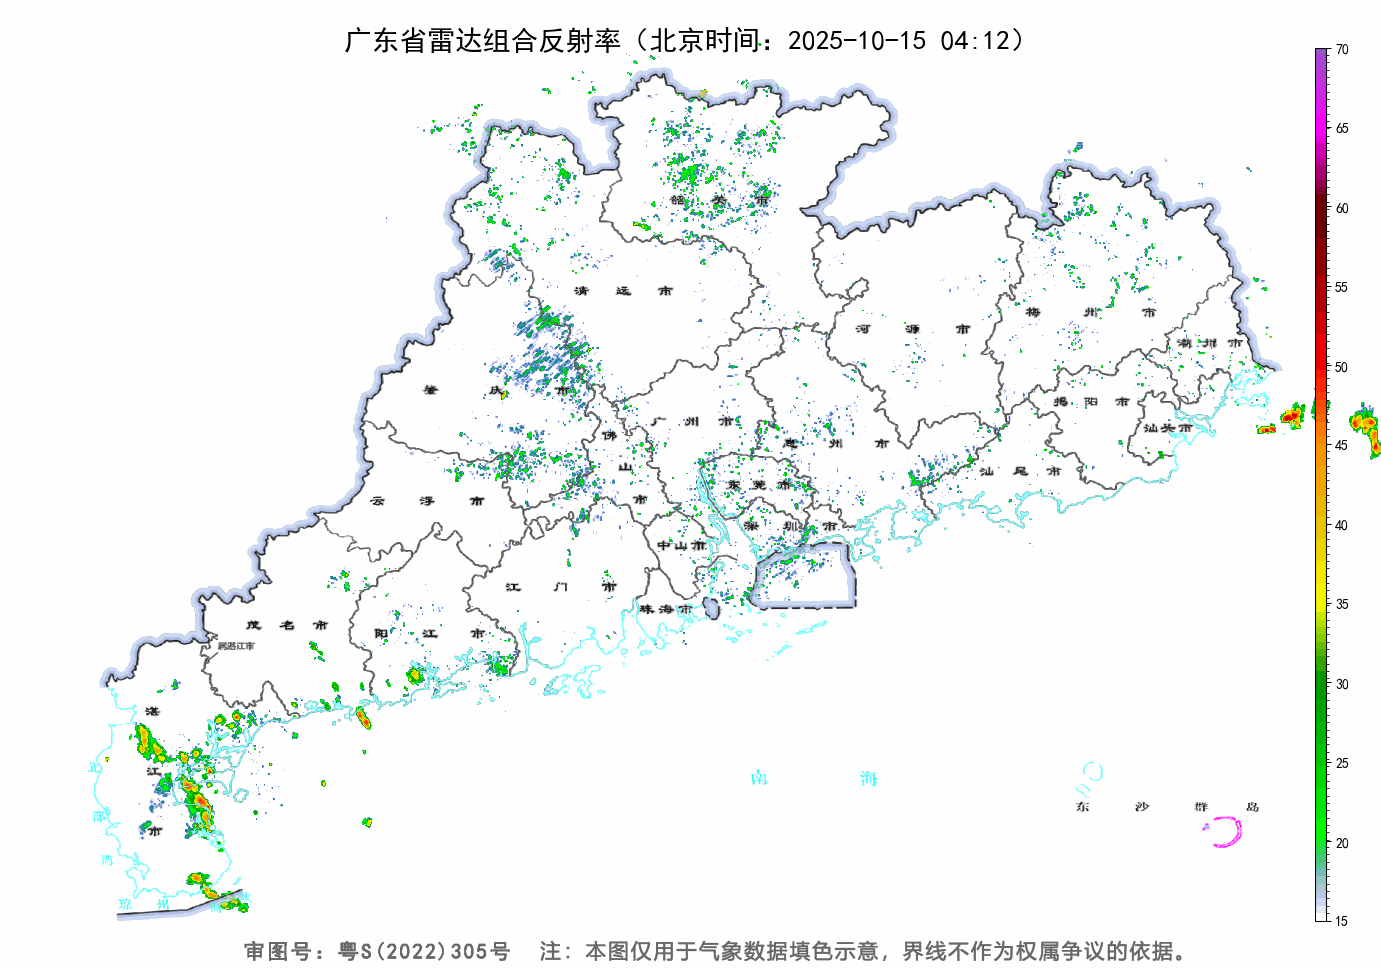 广东省雷达组合反射率（北京时间：2025-10-15 04:12）
70
65
60
55
50
45
40
35
30
25
20
15
韶关市
清远市
梅州市
河源市
潮州市
肇庆市
揭阳市
广州市
汕头市
佛山市
惠州市
汕尾市
云浮市
东莞市
深圳市
中山市
江门市
珠海市
茂名市
阳江市
属湛江市
湛江市
北部湾
南海
东沙群岛
琼州海峡
审图号：粤S(2022)305号 注：本图仅用于气象数据填色示意，界线不作为权属争议的依据。